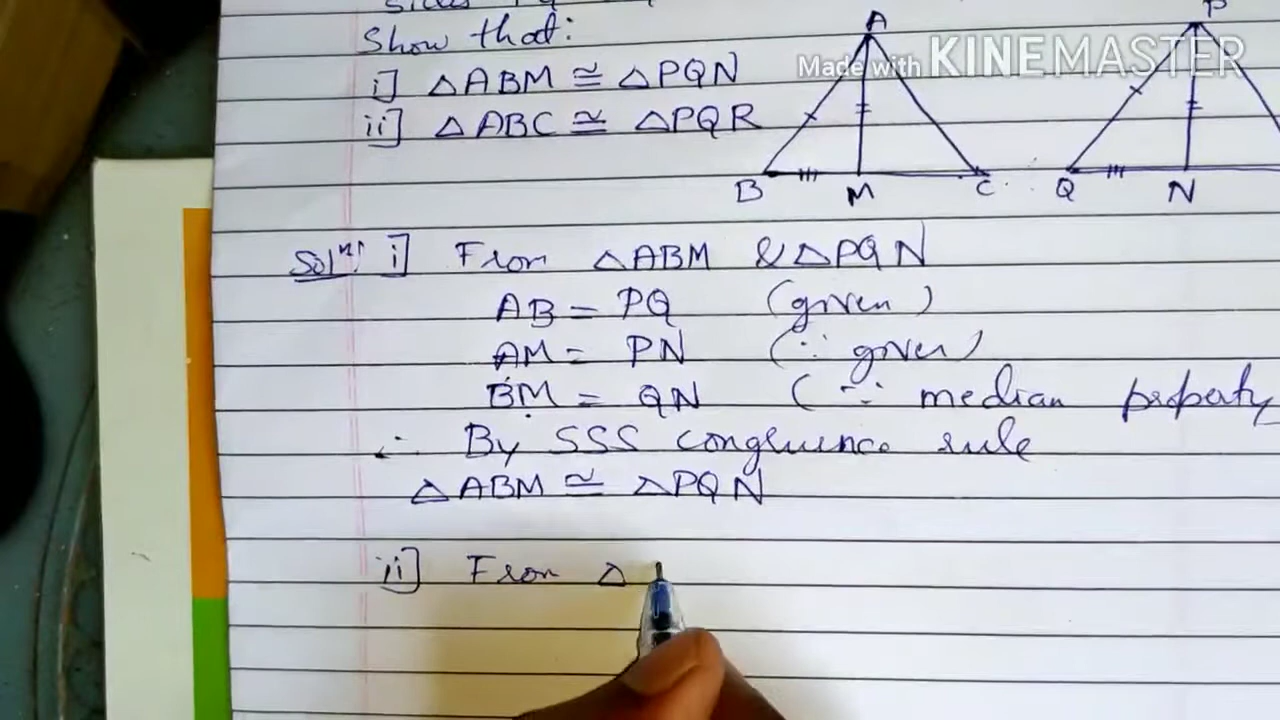 Show that:
i] △ABM ≅ △PQN
ii] △ABC ≅ △PQR
A
P
Made with KINEMASTER
B M C Q N
Solⁿ: i] From △ABM & △PQN
AB = PQ (given)
AM = PN (∵ given)
BM = QN (∵ median property
∴ By SSS congruence rule
△ABM ≅ △PQN
ii] From △